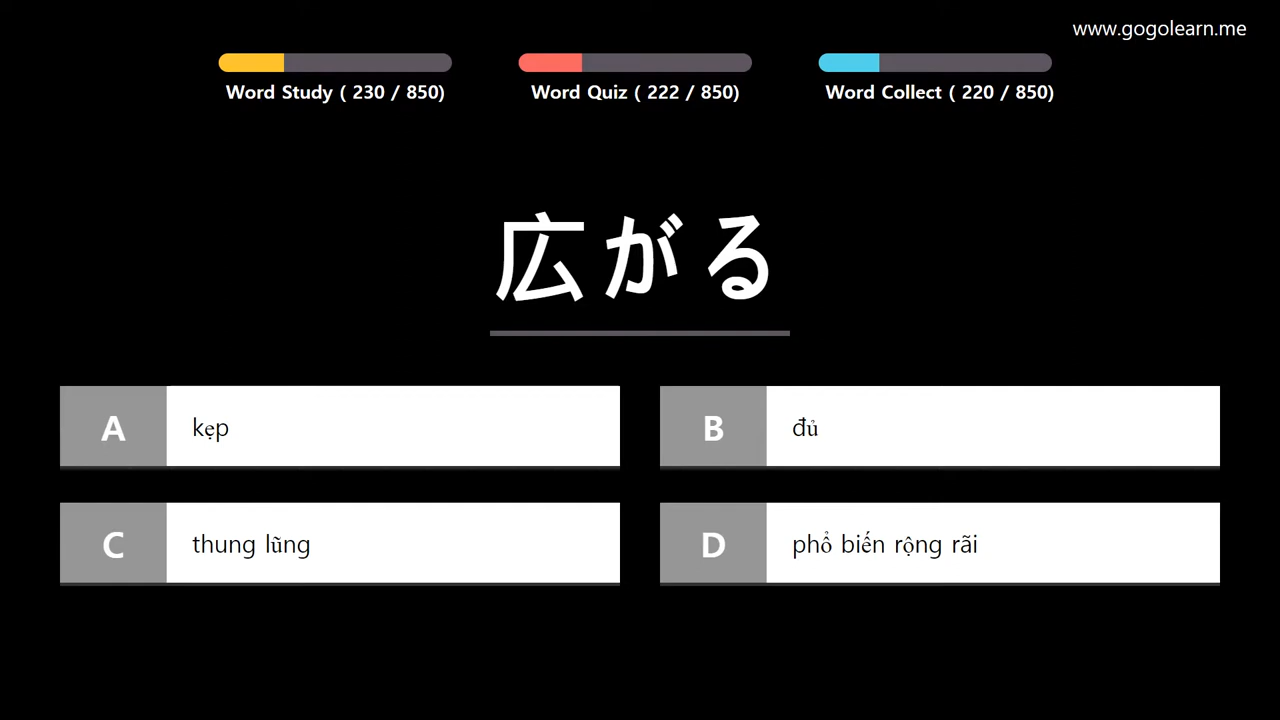 www.gogolearn.me
Word Study ( 230 / 850)
Word Quiz ( 222 / 850)
Word Collect ( 220 / 850)
広がる
A kẹp
B đủ
C thung lũng
D phổ biến rộng rãi